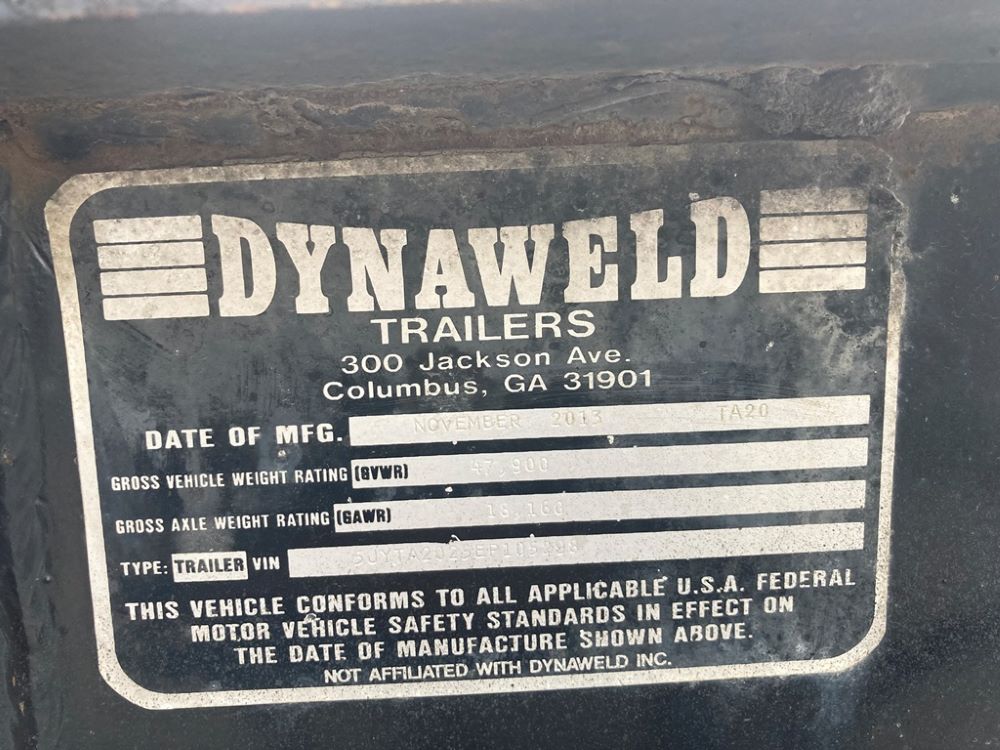 DYNAWELD
TRAILERS
300 Jackson Ave.
Columbus, GA 31901
DATE OF MFG. NOVEMBER 2013 TA20
GROSS VEHICLE WEIGHT RATING (GVWR) 47,900
GROSS AXLE WEIGHT RATING (GAWR)
TYPE: TRAILER VIN
THIS VEHICLE CONFORMS TO ALL APPLICABLE U.S.A. FEDERAL
MOTOR VEHICLE SAFETY STANDARDS IN EFFECT ON
THE DATE OF MANUFACTURE SHOWN ABOVE.
NOT AFFILIATED WITH DYNAWELD INC.